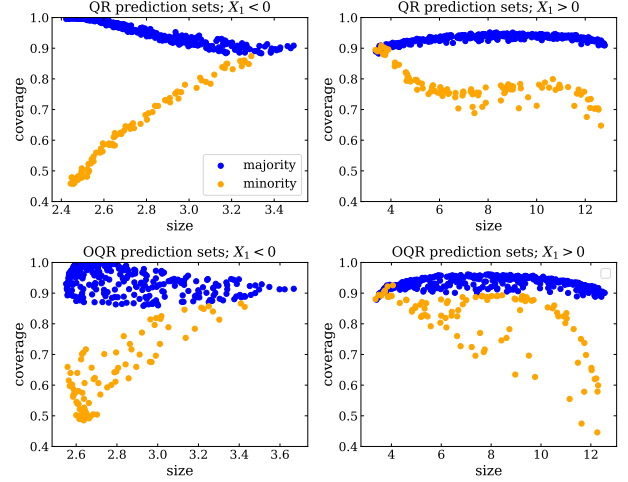 QR prediction sets; X₁ < 0
coverage
1.0
0.9
0.8
0.7
0.6
0.5
0.4
2.4 2.6 2.8 3.0 3.2 3.4
size
majority
minority
QR prediction sets; X₁ > 0
coverage
1.0
0.9
0.8
0.7
0.6
0.5
0.4
4 6 8 10 12
size
OQR prediction sets; X₁ < 0
coverage
1.0
0.9
0.8
0.7
0.6
0.5
0.4
2.6 2.8 3.0 3.2 3.4 3.6
size
OQR prediction sets; X₁ > 0
coverage
1.0
0.9
0.8
0.7
0.6
0.5
0.4
4 6 8 10 12
size